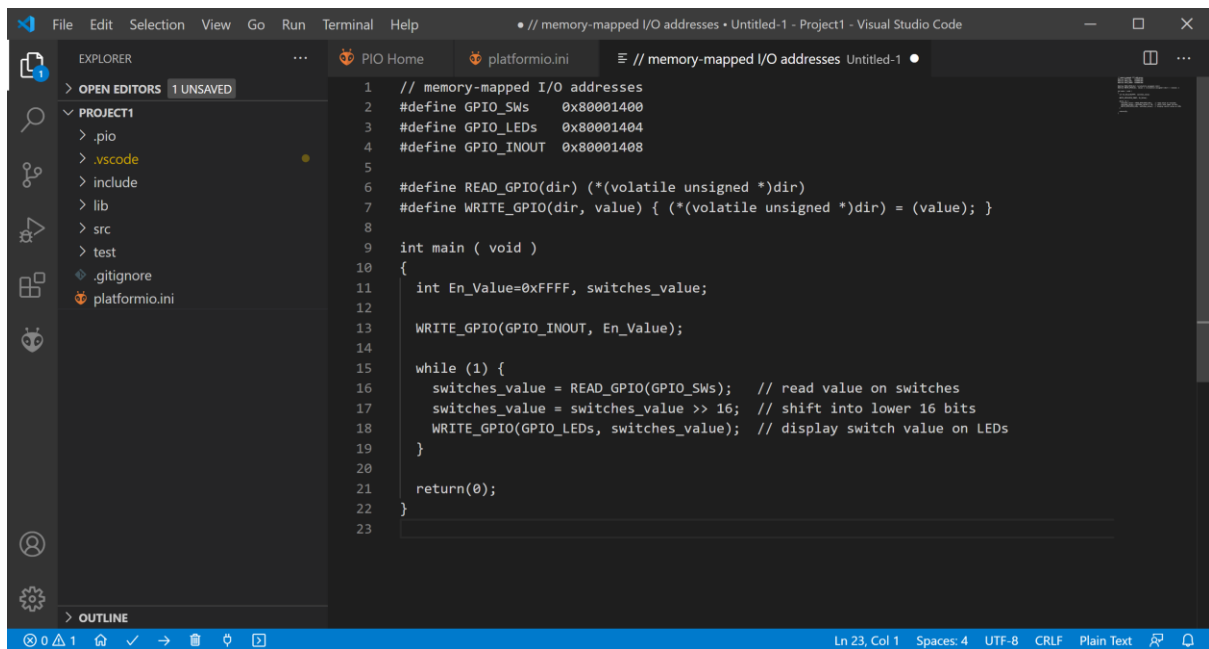 File Edit Selection View Go Run Terminal Help ● // memory-mapped I/O addresses • Untitled-1 - Project1 - Visual Studio Code
EXPLORER
PIO Home platformio.ini // memory-mapped I/O addresses Untitled-1 ●
1
OPEN EDITORS 1 UNSAVED
PROJECT1
.pio
.vscode
include
lib
src
test
.gitignore
platformio.ini
OUTLINE
1 // memory-mapped I/O addresses
2 #define GPIO_SWs    0x80001400
3 #define GPIO_LEDs   0x80001404
4 #define GPIO_INOUT  0x80001408
5
6 #define READ_GPIO(dir) (*(volatile unsigned *)dir)
7 #define WRITE_GPIO(dir, value) { (*(volatile unsigned *)dir) = (value); }
8
9 int main ( void )
10 {
11   int En_Value=0xFFFF, switches_value;
12
13   WRITE_GPIO(GPIO_INOUT, En_Value);
14
15   while (1) {
16     switches_value = READ_GPIO(GPIO_SWs);   // read value on switches
17     switches_value = switches_value >> 16;  // shift into lower 16 bits
18     WRITE_GPIO(GPIO_LEDs, switches_value);  // display switch value on LEDs
19   }
20
21   return(0);
22 }
23
0 1 Ln 23, Col 1 Spaces: 4 UTF-8 CRLF Plain Text